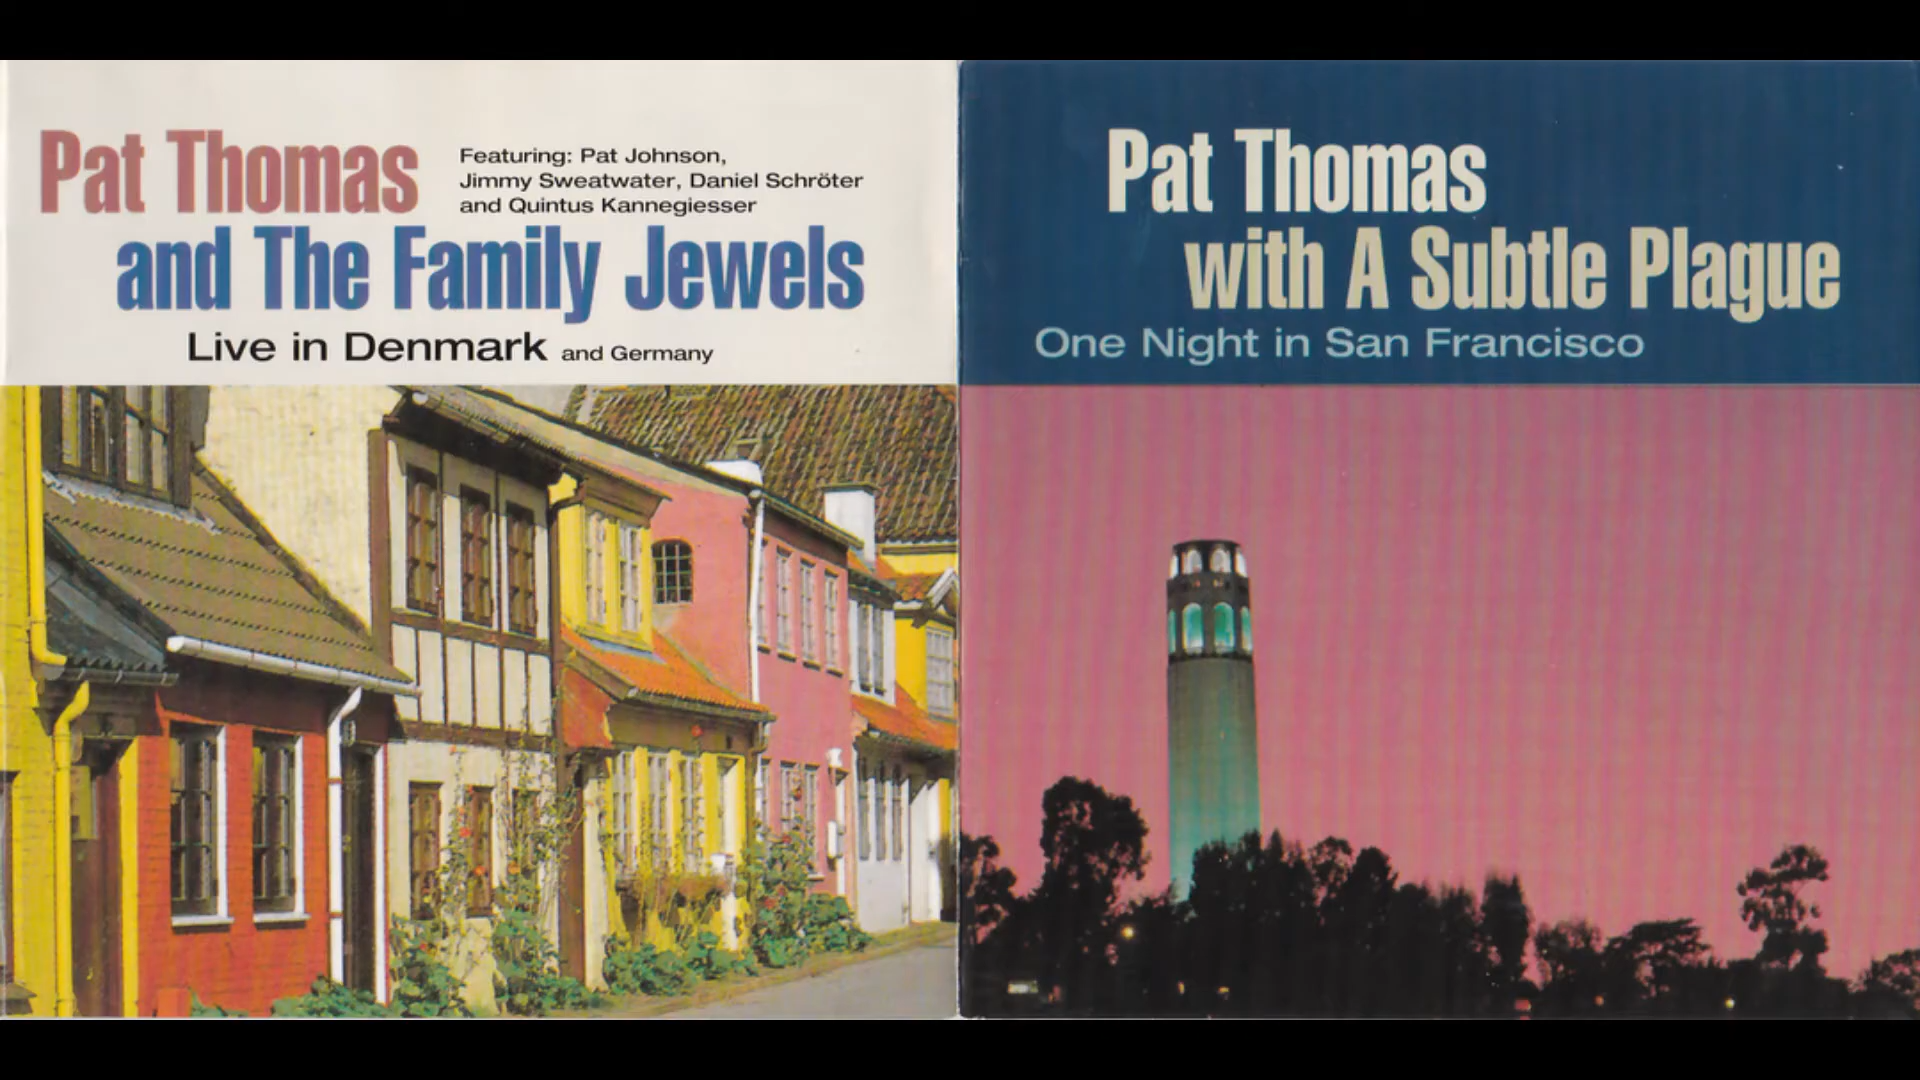 Pat Thomas
Featuring: Pat Johnson,
Jimmy Sweatwater, Daniel Schröter
and Quintus Kannegiesser
and The Family Jewels
Live in Denmark and Germany
Pat Thomas
with A Subtle Plague
One Night in San Francisco